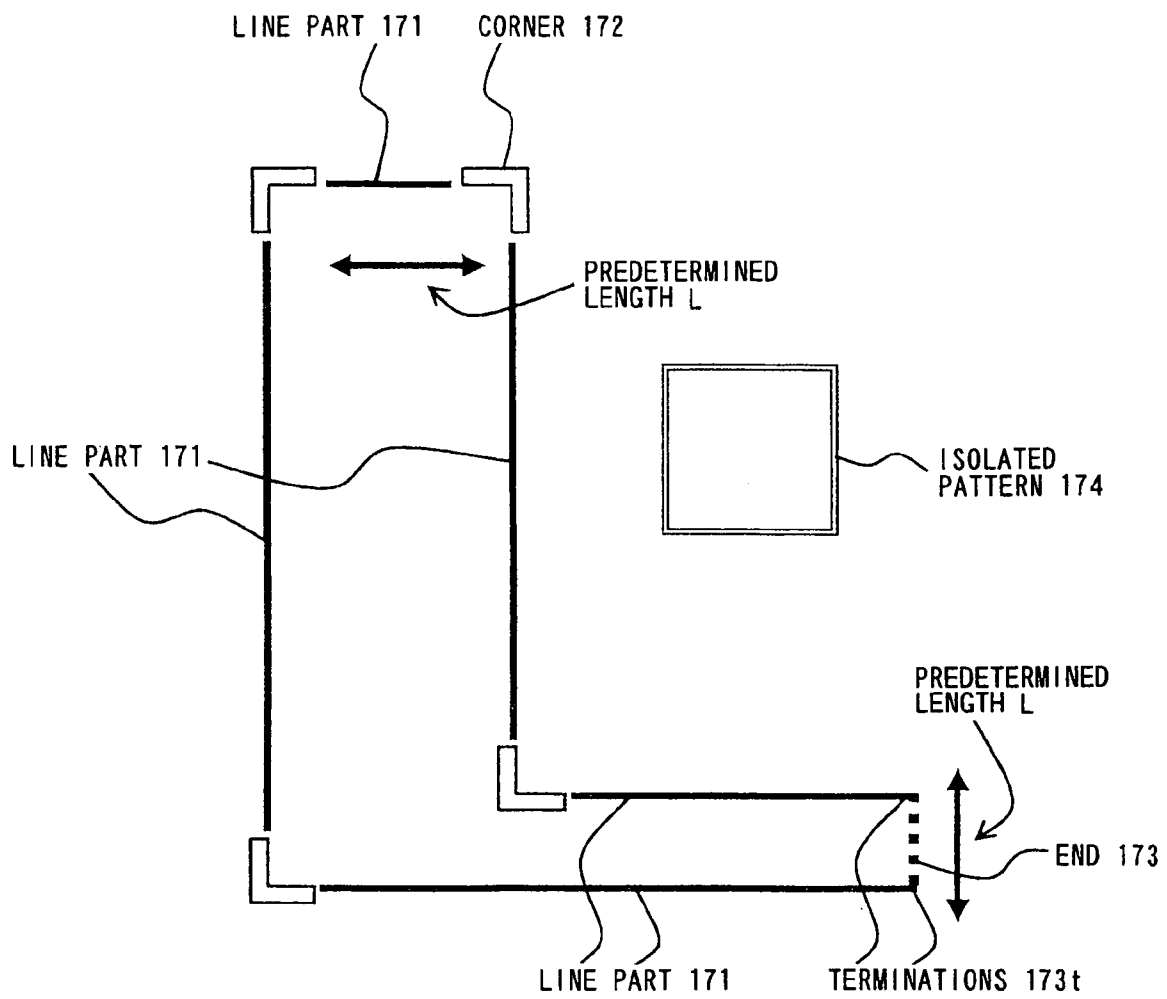 LINE PART 171
CORNER 172
PREDETERMINED
LENGTH L
LINE PART 171
ISOLATED
PATTERN 174
PREDETERMINED
LENGTH L
END 173
LINE PART 171
TERMINATIONS 173t